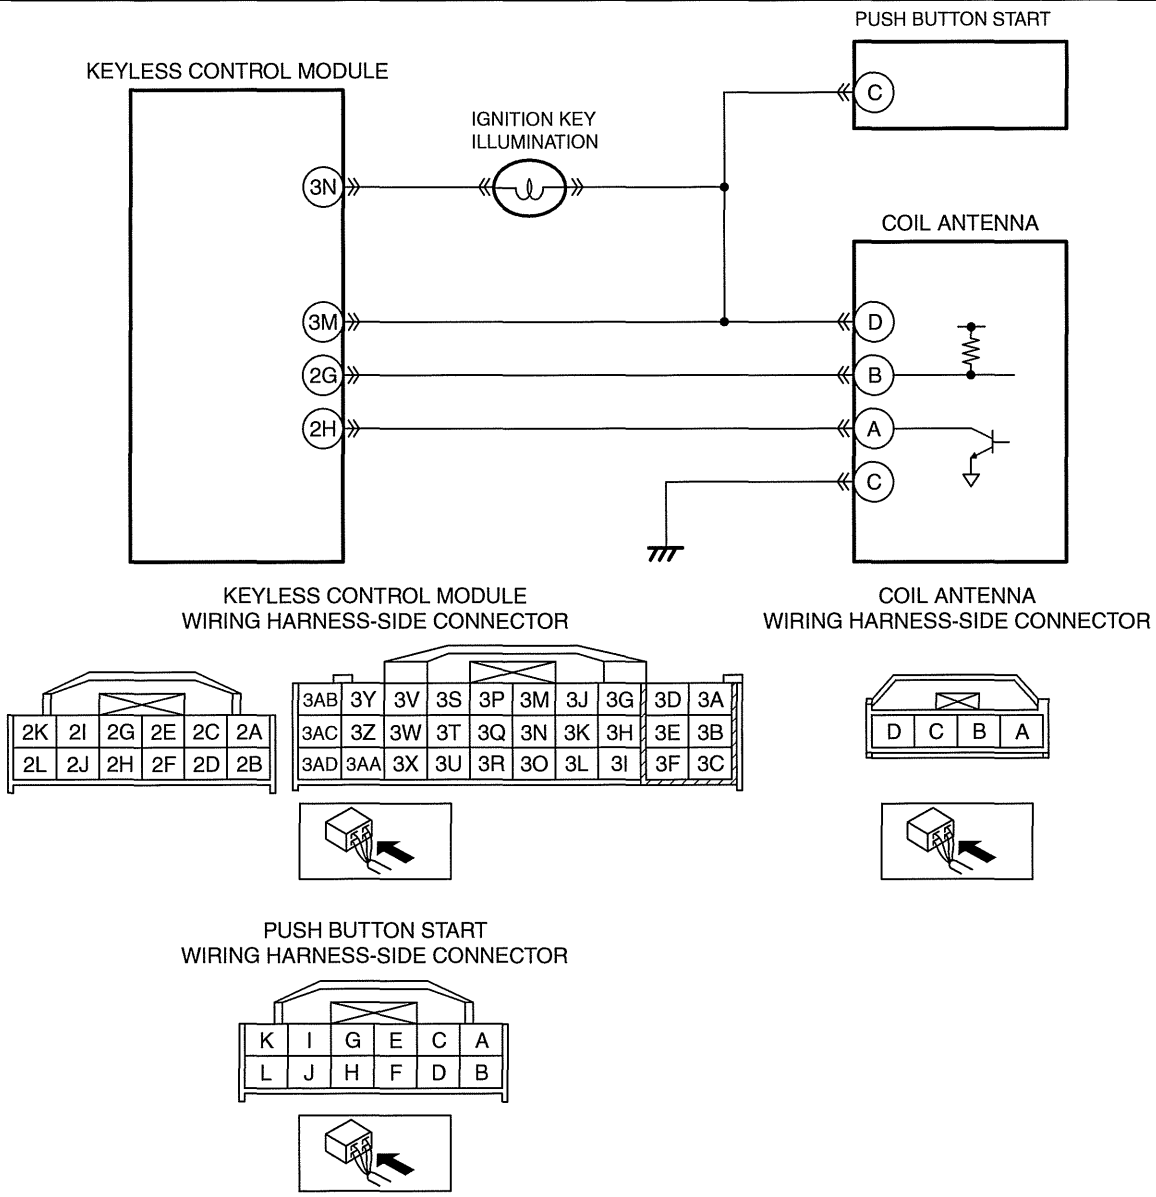 PUSH BUTTON START
C
KEYLESS CONTROL MODULE
IGNITION KEY
ILLUMINATION
3N
COIL ANTENNA
3M D
2G B
2H A
C
KEYLESS CONTROL MODULE
WIRING HARNESS-SIDE CONNECTOR
COIL ANTENNA
WIRING HARNESS-SIDE CONNECTOR
2K 2I 2G 2E 2C 2A
2L 2J 2H 2F 2D 2B
3AB 3Y 3V 3S 3P 3M 3J 3G 3D 3A
3AC 3Z 3W 3T 3Q 3N 3K 3H 3E 3B
3AD 3AA 3X 3U 3R 3O 3L 3I 3F 3C
D C B A
PUSH BUTTON START
WIRING HARNESS-SIDE CONNECTOR
K I G E C A
L J H F D B